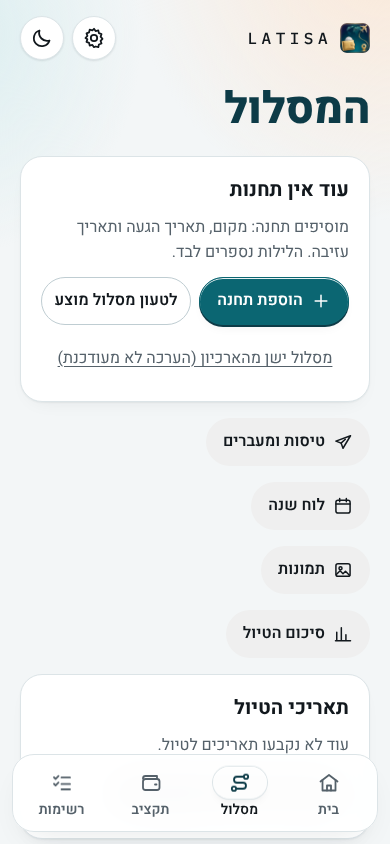 LATISA
המסלול
עוד אין תחנות
מוסיפים תחנה: מקום, תאריך הגעה ותאריך
עזיבה. הלילות נספרים לבד.
הוספת תחנה
לטעון מסלול מוצע
מסלול ישן מהארכיון (הערכה לא מעודכנת)
טיסות ומעברים
לוח שנה
תמונות
סיכום הטיול
תאריכי הטיול
עוד לא נקבעו תאריכים לטיול.
בית
מסלול
תקציב
רשימות